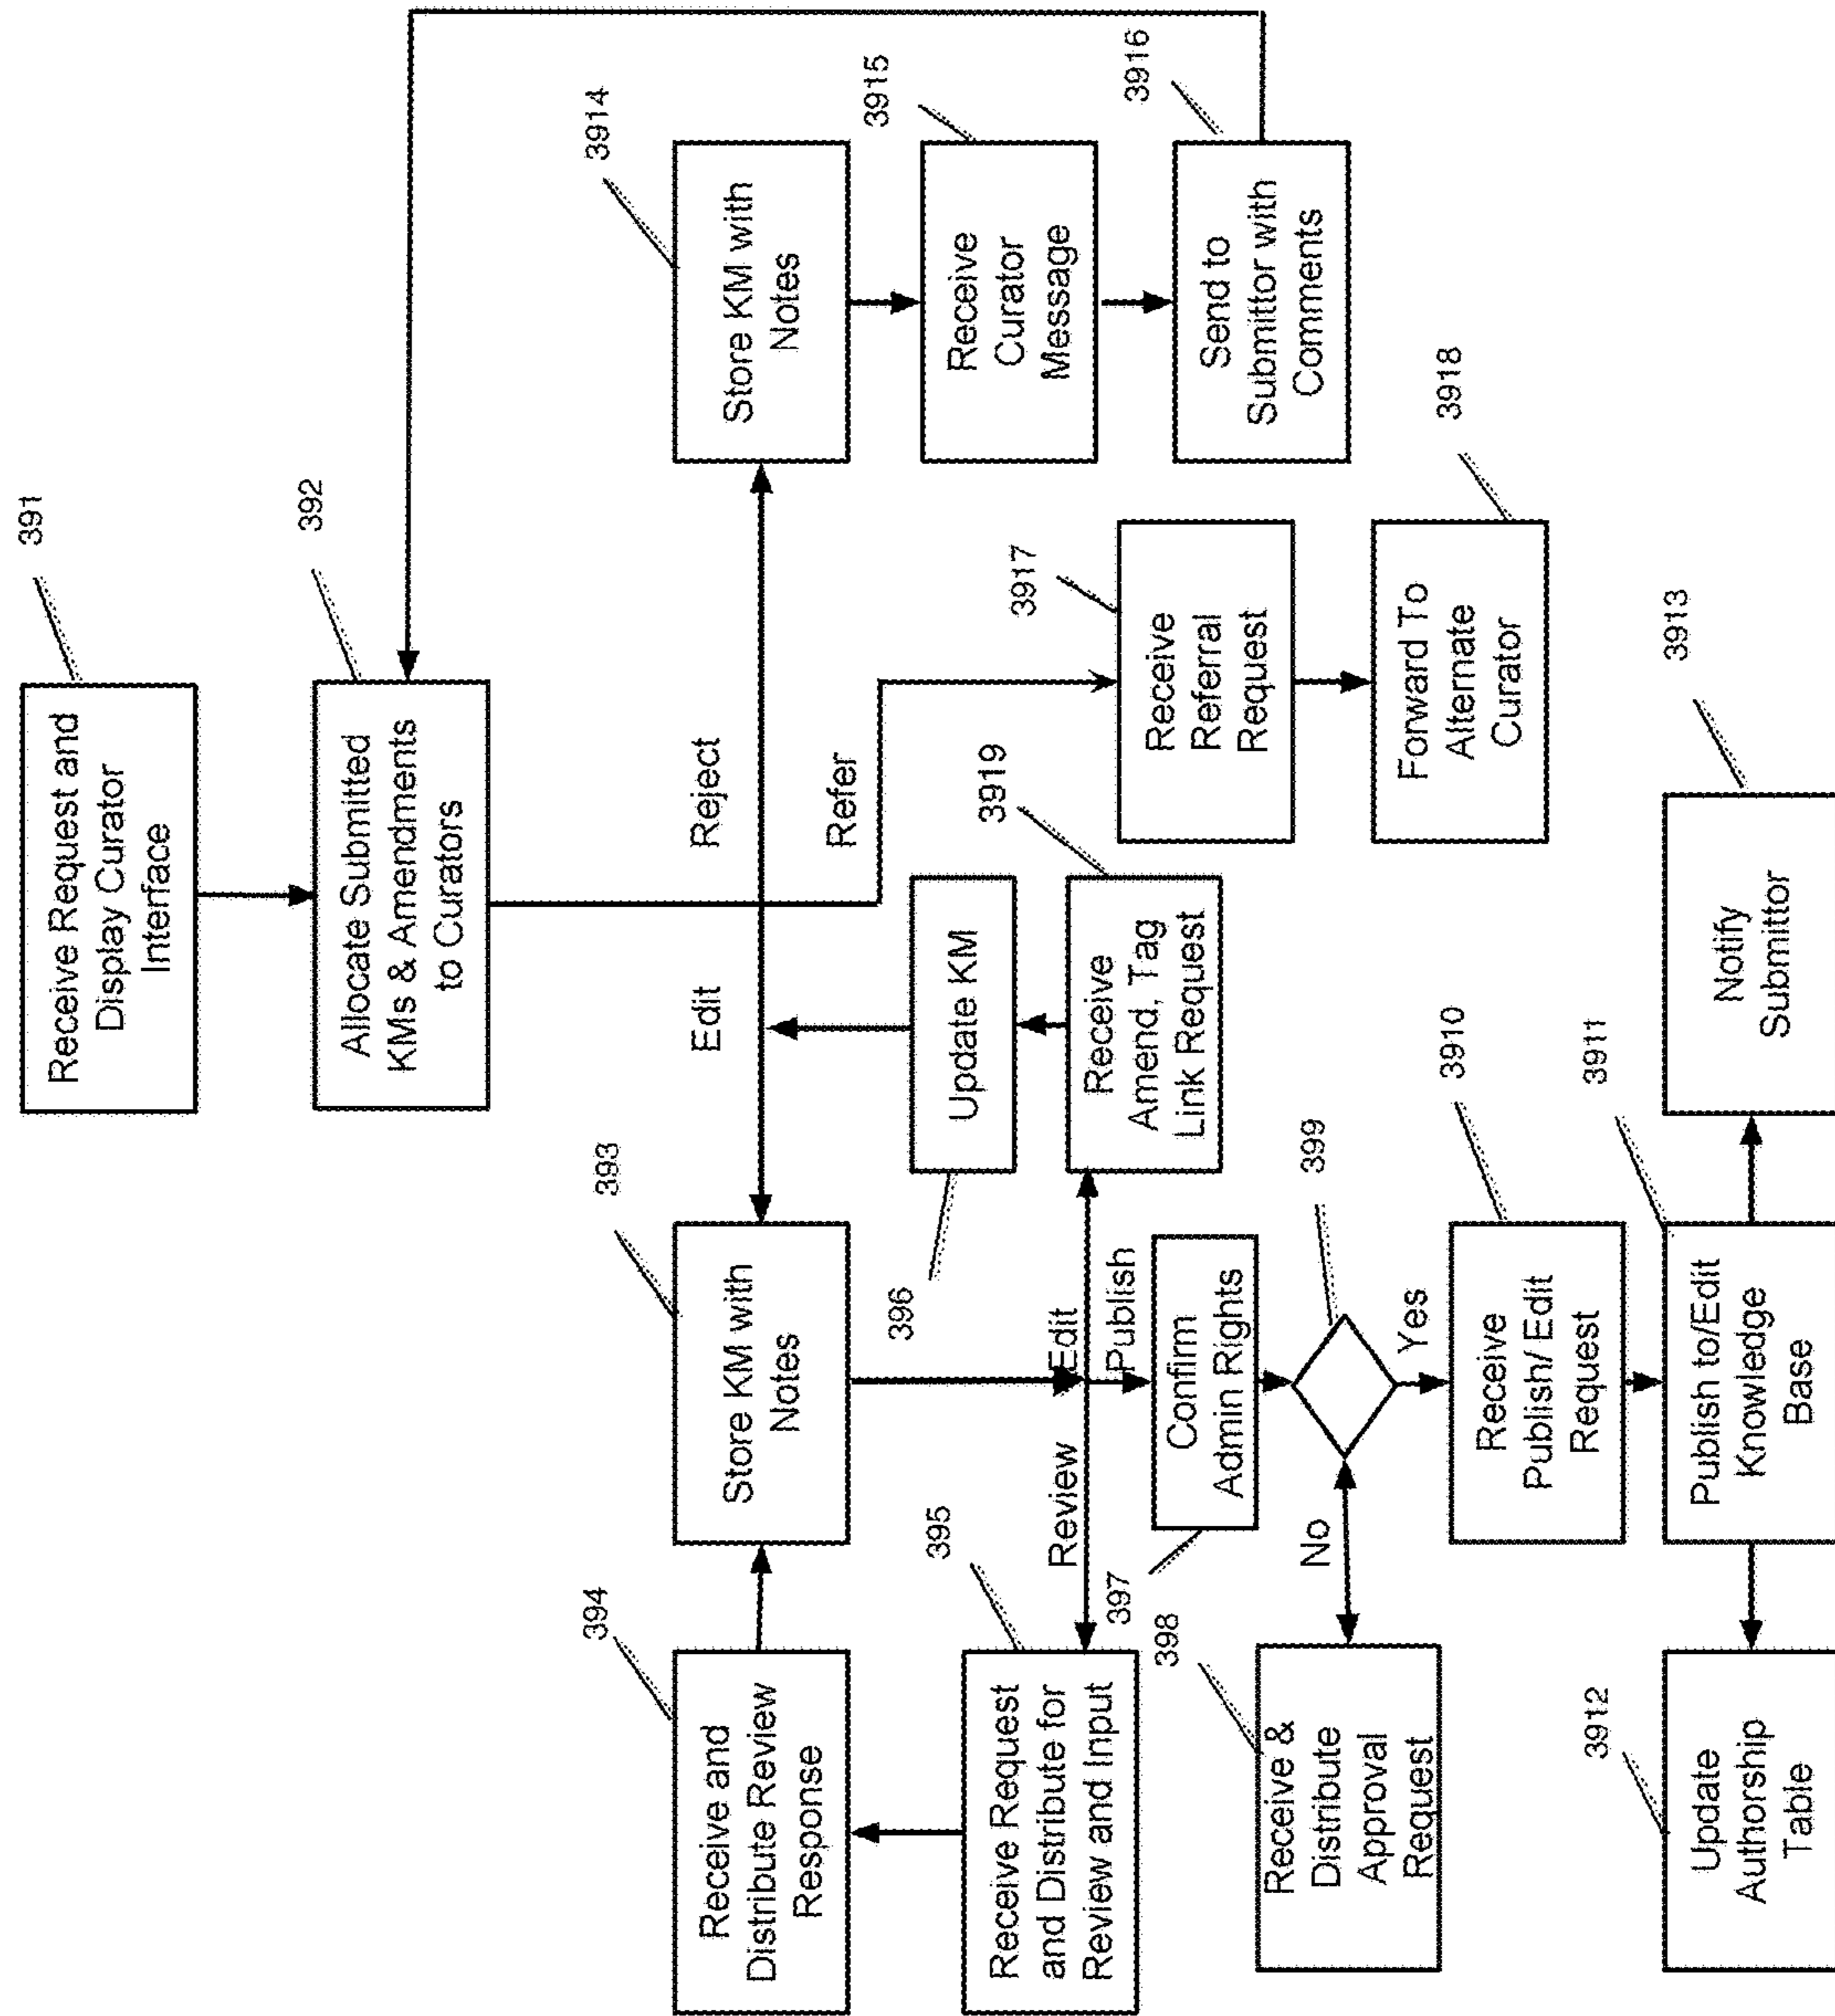 391
Receive Request and
Display Curator
Interface
392
Allocate Submitted
KMs & Amendments
to Curators
Edit
Reject
Refer
393
Store KM with
Notes
3914
Store KM with
Notes
394
Receive and
Distribute Review
Response
396
Update KM
3915
Receive
Curator
Message
395
Receive Request
and Distribute for
Review and Input
Review
Edit
Publish
3919
Receive
Amend, Tag
Link Request
3917
Receive
Referral
Request
3916
Send to
Submittor with
Comments
397
Confirm
Admin Rights
3918
Forward To
Alternate
Curator
398
Receive &
Distribute
Approval
Request
No
399
Yes
3910
Receive
Publish/ Edit
Request
3912
Update
Authorship
Table
3911
Publish to/Edit
Knowledge
Base
3913
Notify
Submittor